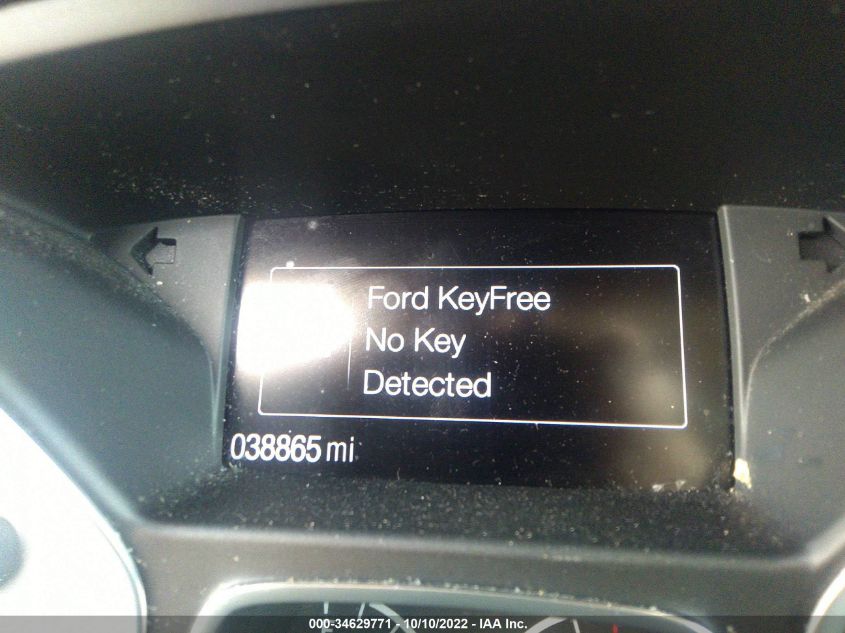 Ford KeyFree
No Key
Detected
038865 mi
000-34629771 - 10/10/2022 - IAA Inc.